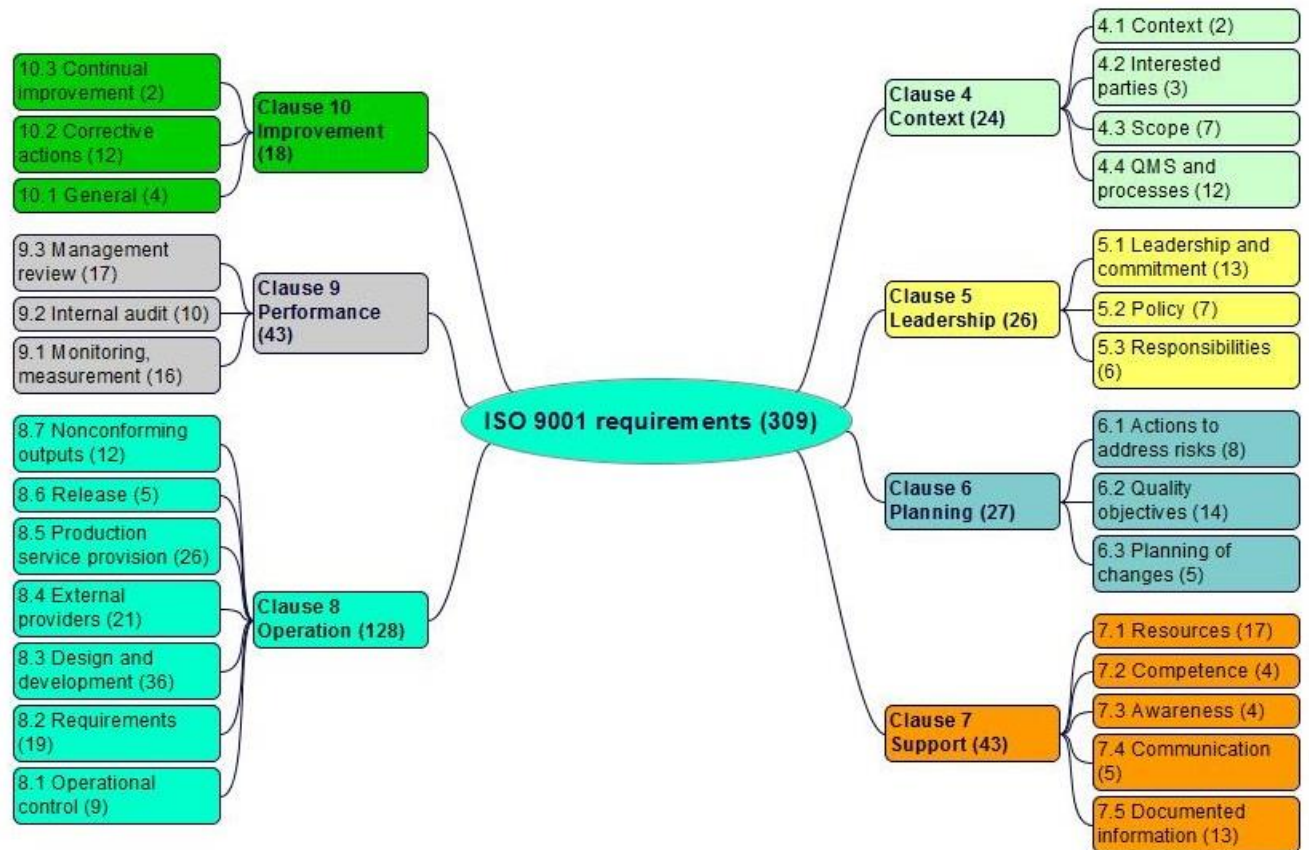 ISO 9001 requirements (309)
Clause 4
Context (24)
4.1 Context (2)
4.2 Interested
parties (3)
4.3 Scope (7)
4.4 QMS and
processes (12)
Clause 5
Leadership (26)
5.1 Leadership and
commitment (13)
5.2 Policy (7)
5.3 Responsibilities
(6)
Clause 6
Planning (27)
6.1 Actions to
address risks (8)
6.2 Quality
objectives (14)
6.3 Planning of
changes (5)
Clause 7
Support (43)
7.1 Resources (17)
7.2 Competence (4)
7.3 Awareness (4)
7.4 Communication
(5)
7.5 Documented
information (13)
Clause 8
Operation (128)
8.7 Nonconforming
outputs (12)
8.6 Release (5)
8.5 Production
service provision (26)
8.4 External
providers (21)
8.3 Design and
development (36)
8.2 Requirements
(19)
8.1 Operational
control (9)
Clause 9
Performance
(43)
9.3 Management
review (17)
9.2 Internal audit (10)
9.1 Monitoring,
measurement (16)
Clause 10
Improvement
(18)
10.3 Continual
improvement (2)
10.2 Corrective
actions (12)
10.1 General (4)